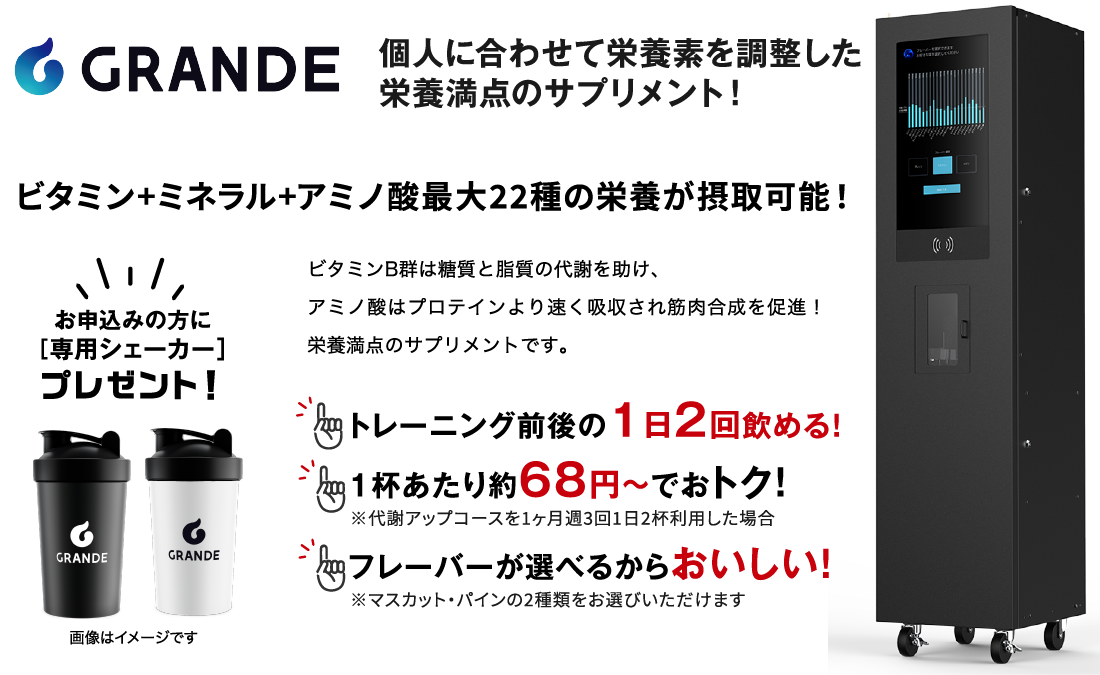 GRANDE
個人に合わせて栄養素を調整した
栄養満点のサプリメント！
ビタミン+ミネラル+アミノ酸最大22種の栄養が摂取可能！
お申込みの方に
［専用シェーカー］
プレゼント！
GRANDE
GRANDE
画像はイメージです
ビタミンB群は糖質と脂質の代謝を助け、
アミノ酸はプロテインより速く吸収され筋肉合成を促進！
栄養満点のサプリメントです。
トレーニング前後の1日2回飲める!
1杯あたり約68円〜でおトク!
※代謝アップコースを1ヶ月週3回1日2杯利用した場合
フレーバーが選べるからおいしい!
※マスカット・パインの2種類をお選びいただけます